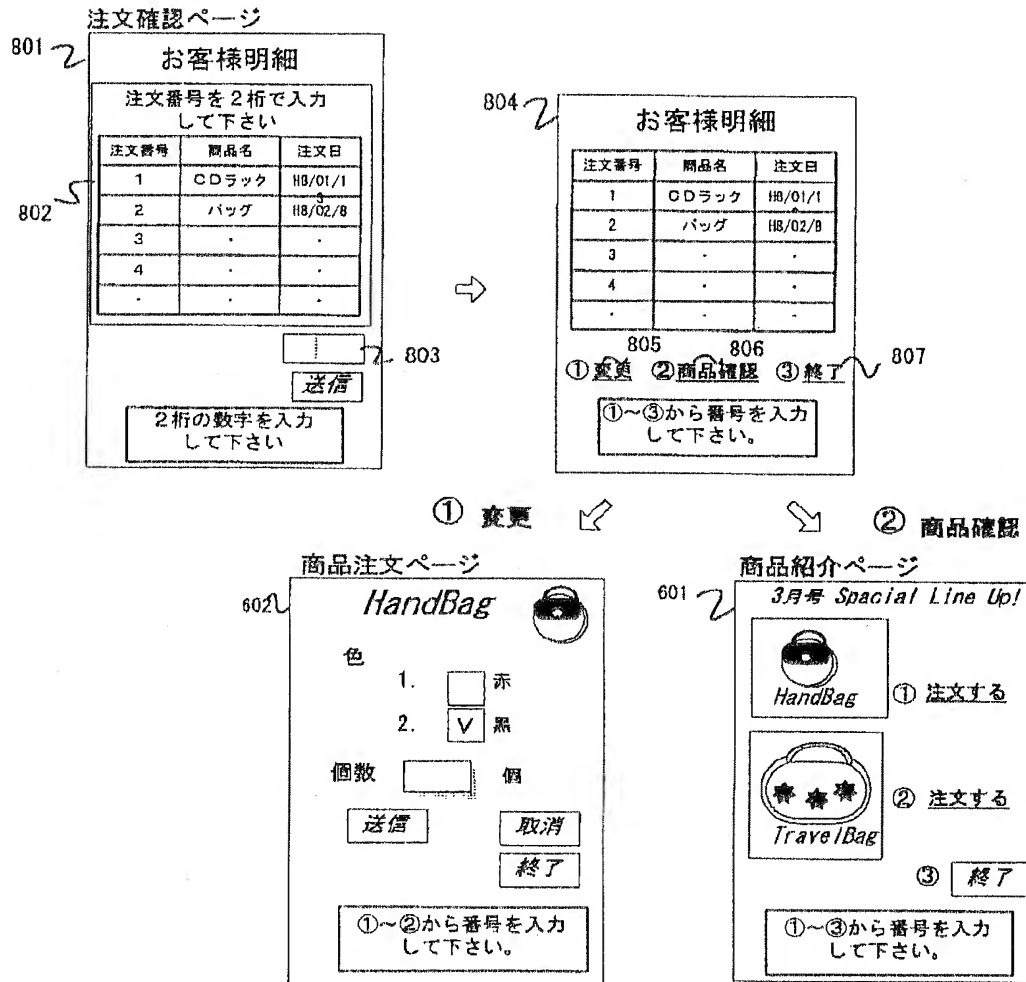 注文確認ページ
801
お客様明細
注文番号を2桁で入力
して下さい
注文番号 商品名 注文日
1 CDラック H8/01/1
3
2 バッグ H8/02/8
3 ・ ・
4 ・ ・
・ ・ ・
802
803
送信
2桁の数字を入力
して下さい
804
お客様明細
注文番号 商品名 注文日
1 CDラック H8/01/1
2 バッグ H8/02/8
3 ・ ・
4 ・ ・
・ ・ ・
805 806 807
①変更 ②商品確認 ③終了
①～③から番号を入力
して下さい。
① 変更
② 商品確認
商品注文ページ
602
HandBag
色
1. 赤
2. V 黒
個数 個
送信 取消
終了
①～②から番号を入力
して下さい。
商品紹介ページ
601
3月号 Spacial Line Up!
HandBag ① 注文する
② 注文する
TravelBag
③ 終了
①～③から番号を入力
して下さい。